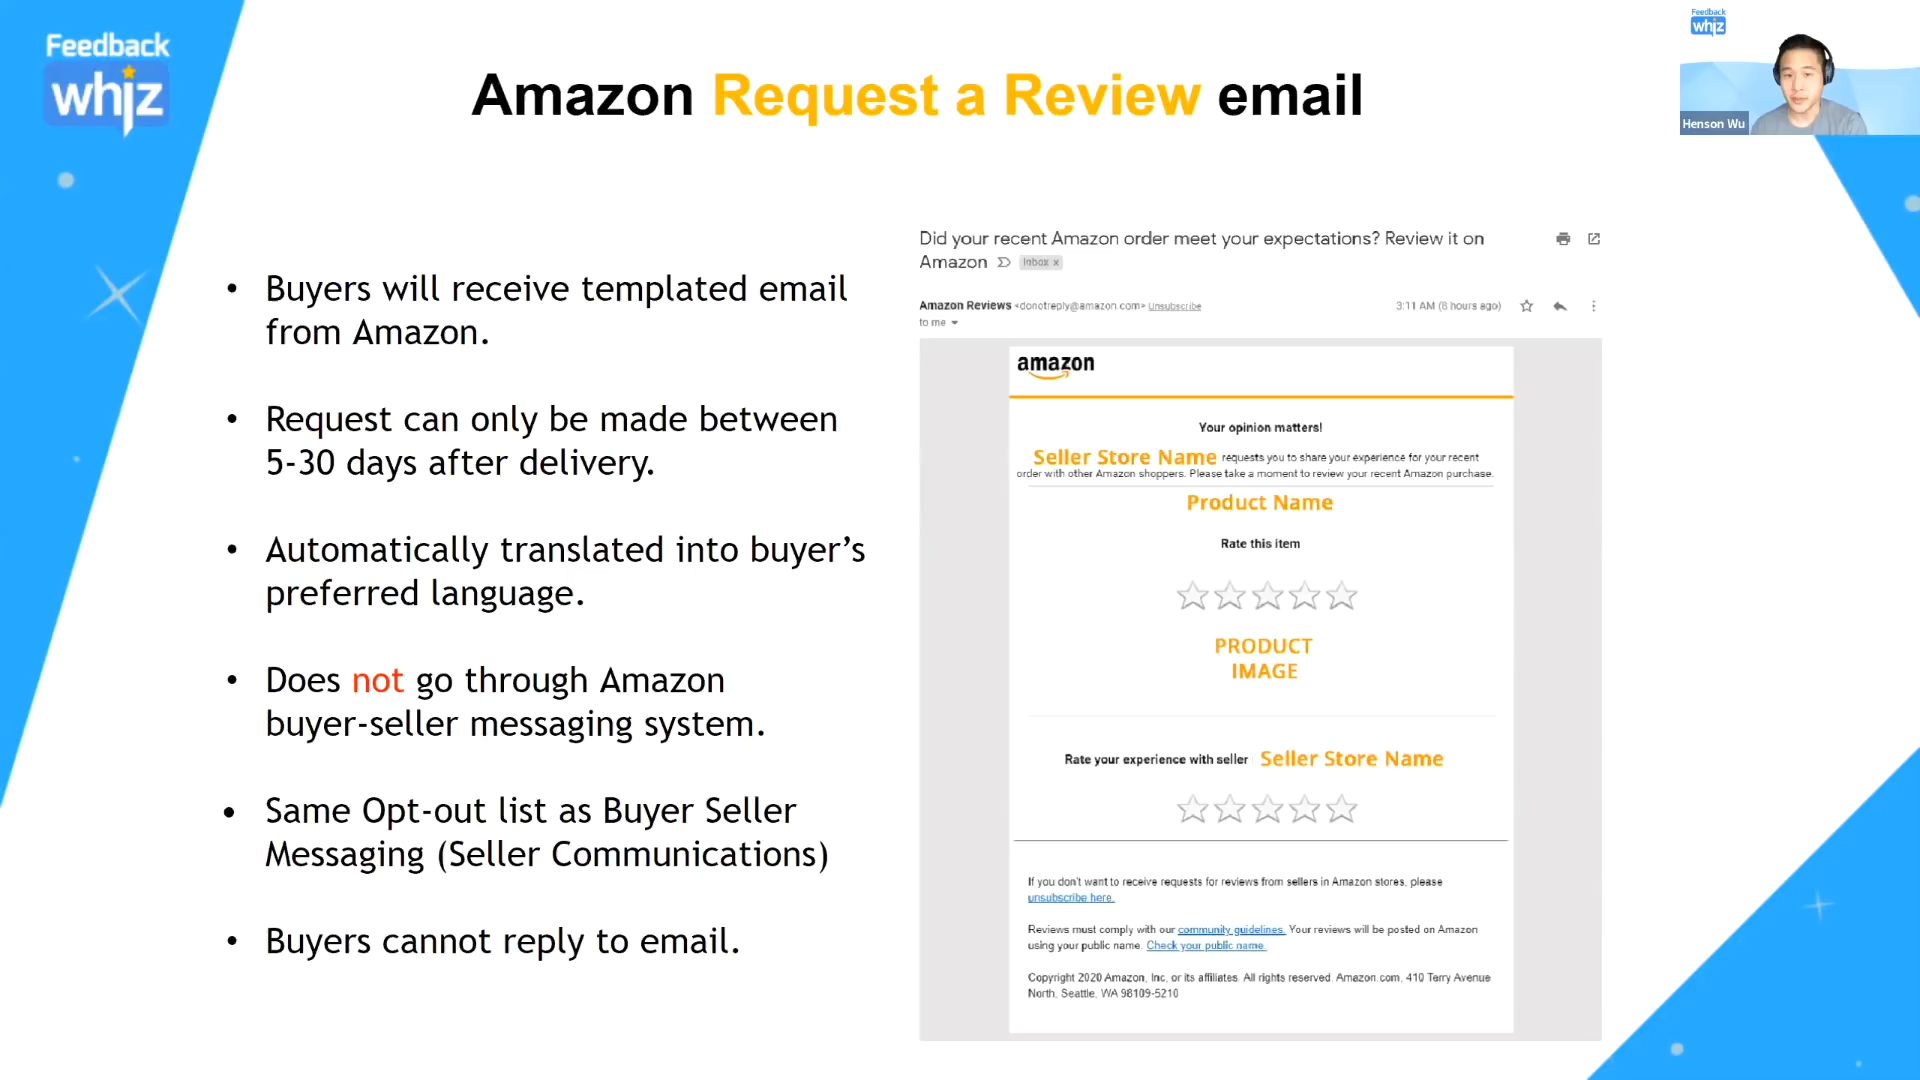 Feedback
whiz
Amazon Request a Review email
Feedback
whiz
Henson Wu
• Buyers will receive templated email
from Amazon.
• Request can only be made between
5-30 days after delivery.
• Automatically translated into buyer’s
preferred language.
• Does not go through Amazon
buyer-seller messaging system.
• Same Opt-out list as Buyer Seller
Messaging (Seller Communications)
• Buyers cannot reply to email.
Did your recent Amazon order meet your expectations? Review it on
Amazon Inbox x
Amazon Reviews <donotreply@amazon.com> Unsubscribe 3:11 AM (8 hours ago)
to me
amazon
Your opinion matters!
Seller Store Name requests you to share your experience for your recent
order with other Amazon shoppers. Please take a moment to review your recent Amazon purchase.
Product Name
Rate this item
PRODUCT
IMAGE
Rate your experience with seller Seller Store Name
If you don't want to receive requests for reviews from sellers in Amazon stores, please
unsubscribe here.
Reviews must comply with our community guidelines. Your reviews will be posted on Amazon
using your public name. Check your public name.
Copyright 2020 Amazon, Inc, or its affiliates. All rights reserved. Amazon.com, 410 Terry Avenue
North, Seattle, WA 98109-5210